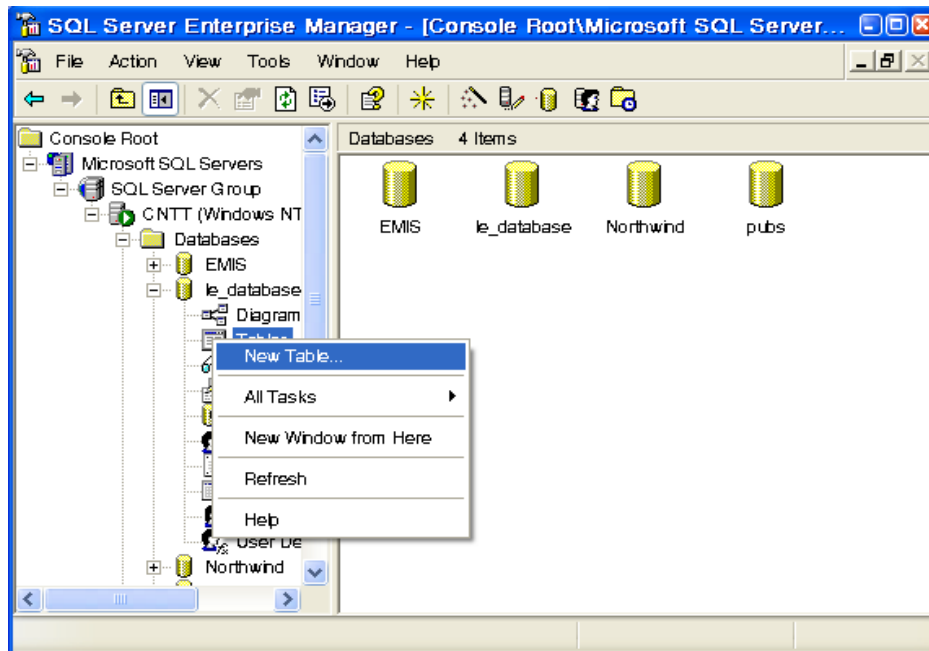 SQL Server Enterprise Manager - [Console Root\Microsoft SQL Server...
File Action View Tools Window Help
Console Root
Microsoft SQL Servers
SQL Server Group
CNTT (Windows NT
Databases
EMIS
le_database
Diagram
Tables
User De
Northwind
New Table...
All Tasks
New Window from Here
Refresh
Help
Databases 4 Items
EMIS le_database Northwind pubs